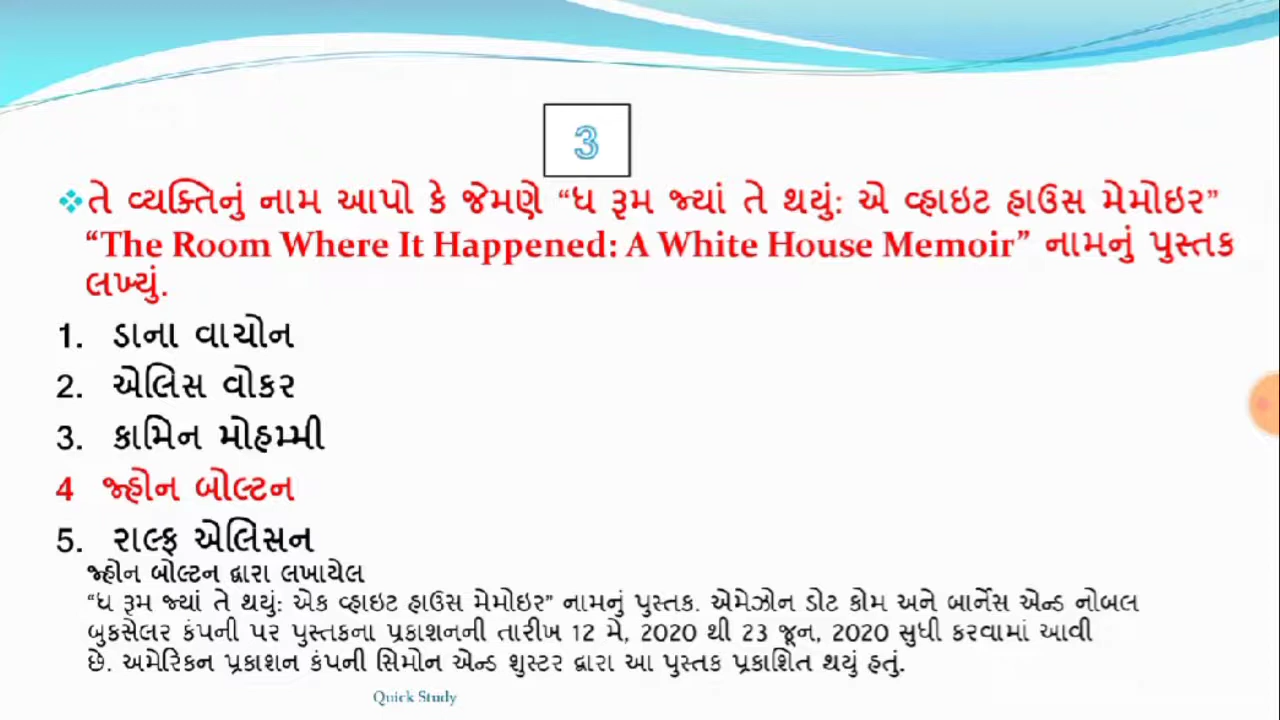 3
તે વ્યક્તિનું નામ આપો કે જેમણે “ધ રૂમ જ્યાં તે થયું: એ વ્હાઇટ હાઉસ મેમોઇર”
“The Room Where It Happened: A White House Memoir” નામનું પુસ્તક
લખ્યું.
1. ડાના વાચોન
2. એલિસ વોકર
3. કામિન મોહમ્મી
4 જ્હોન બોલ્ટન
5. રાલ્ફ એલિસન
જ્હોન બોલ્ટન દ્વારા લખાયેલ
“ધ રૂમ જ્યાં તે થયું: એક વ્હાઇટ હાઉસ મેમોઇર” નામનું પુસ્તક. એમેઝોન ડોટ કોમ અને બાર્નેસ એન્ડ નોબલ
બુકસેલર કંપની પર પુસ્તકના પ્રકાશનની તારીખ 12 મે, 2020 થી 23 જૂન, 2020 સુધી કરવામાં આવી
છે. અમેરિકન પ્રકાશન કંપની સિમોન એન્ડ શુસ્ટર દ્વારા આ પુસ્તક પ્રકાશિત થયું હતું.
Quick Study